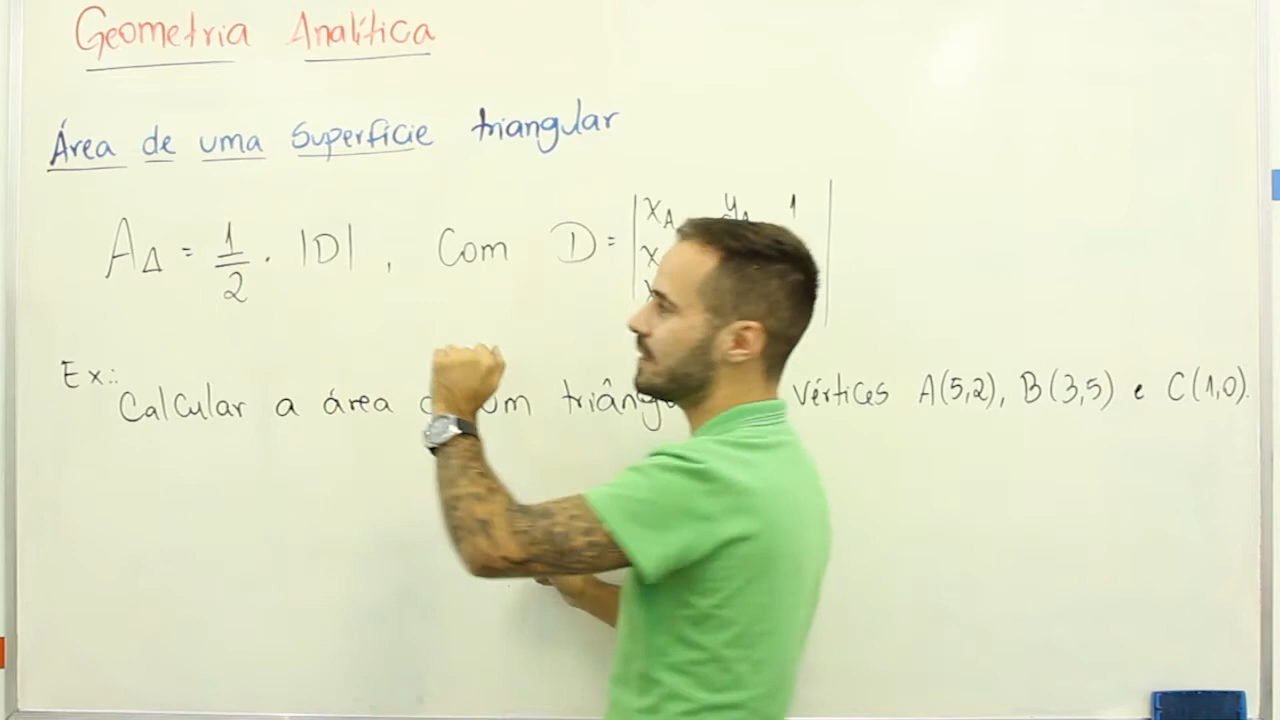 Geometria Analítica
Área de uma superfície triangular
A△ = 1/2 · |D|, Com D = | xA yA 1
x
Ex.: Calcular a área um vértices A(5,2), B(3,5) e C(1,0).